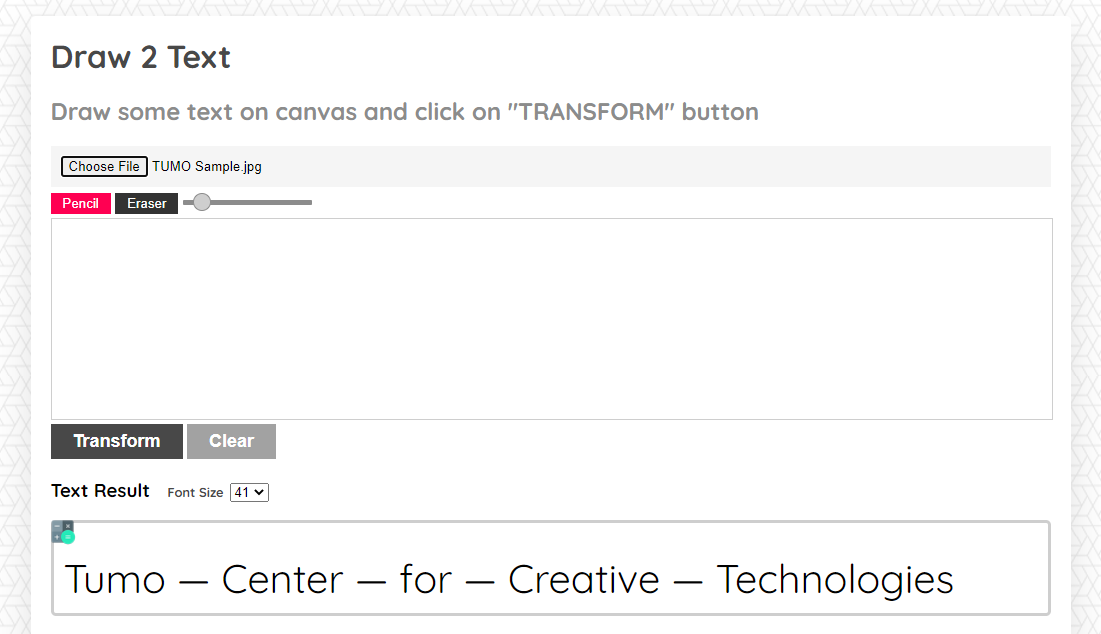 Draw 2 Text
Draw some text on canvas and click on "TRANSFORM" button
Choose File TUMO Sample.jpg
Pencil Eraser
Transform Clear
Text Result Font Size 41
Tumo — Center — for — Creative — Technologies